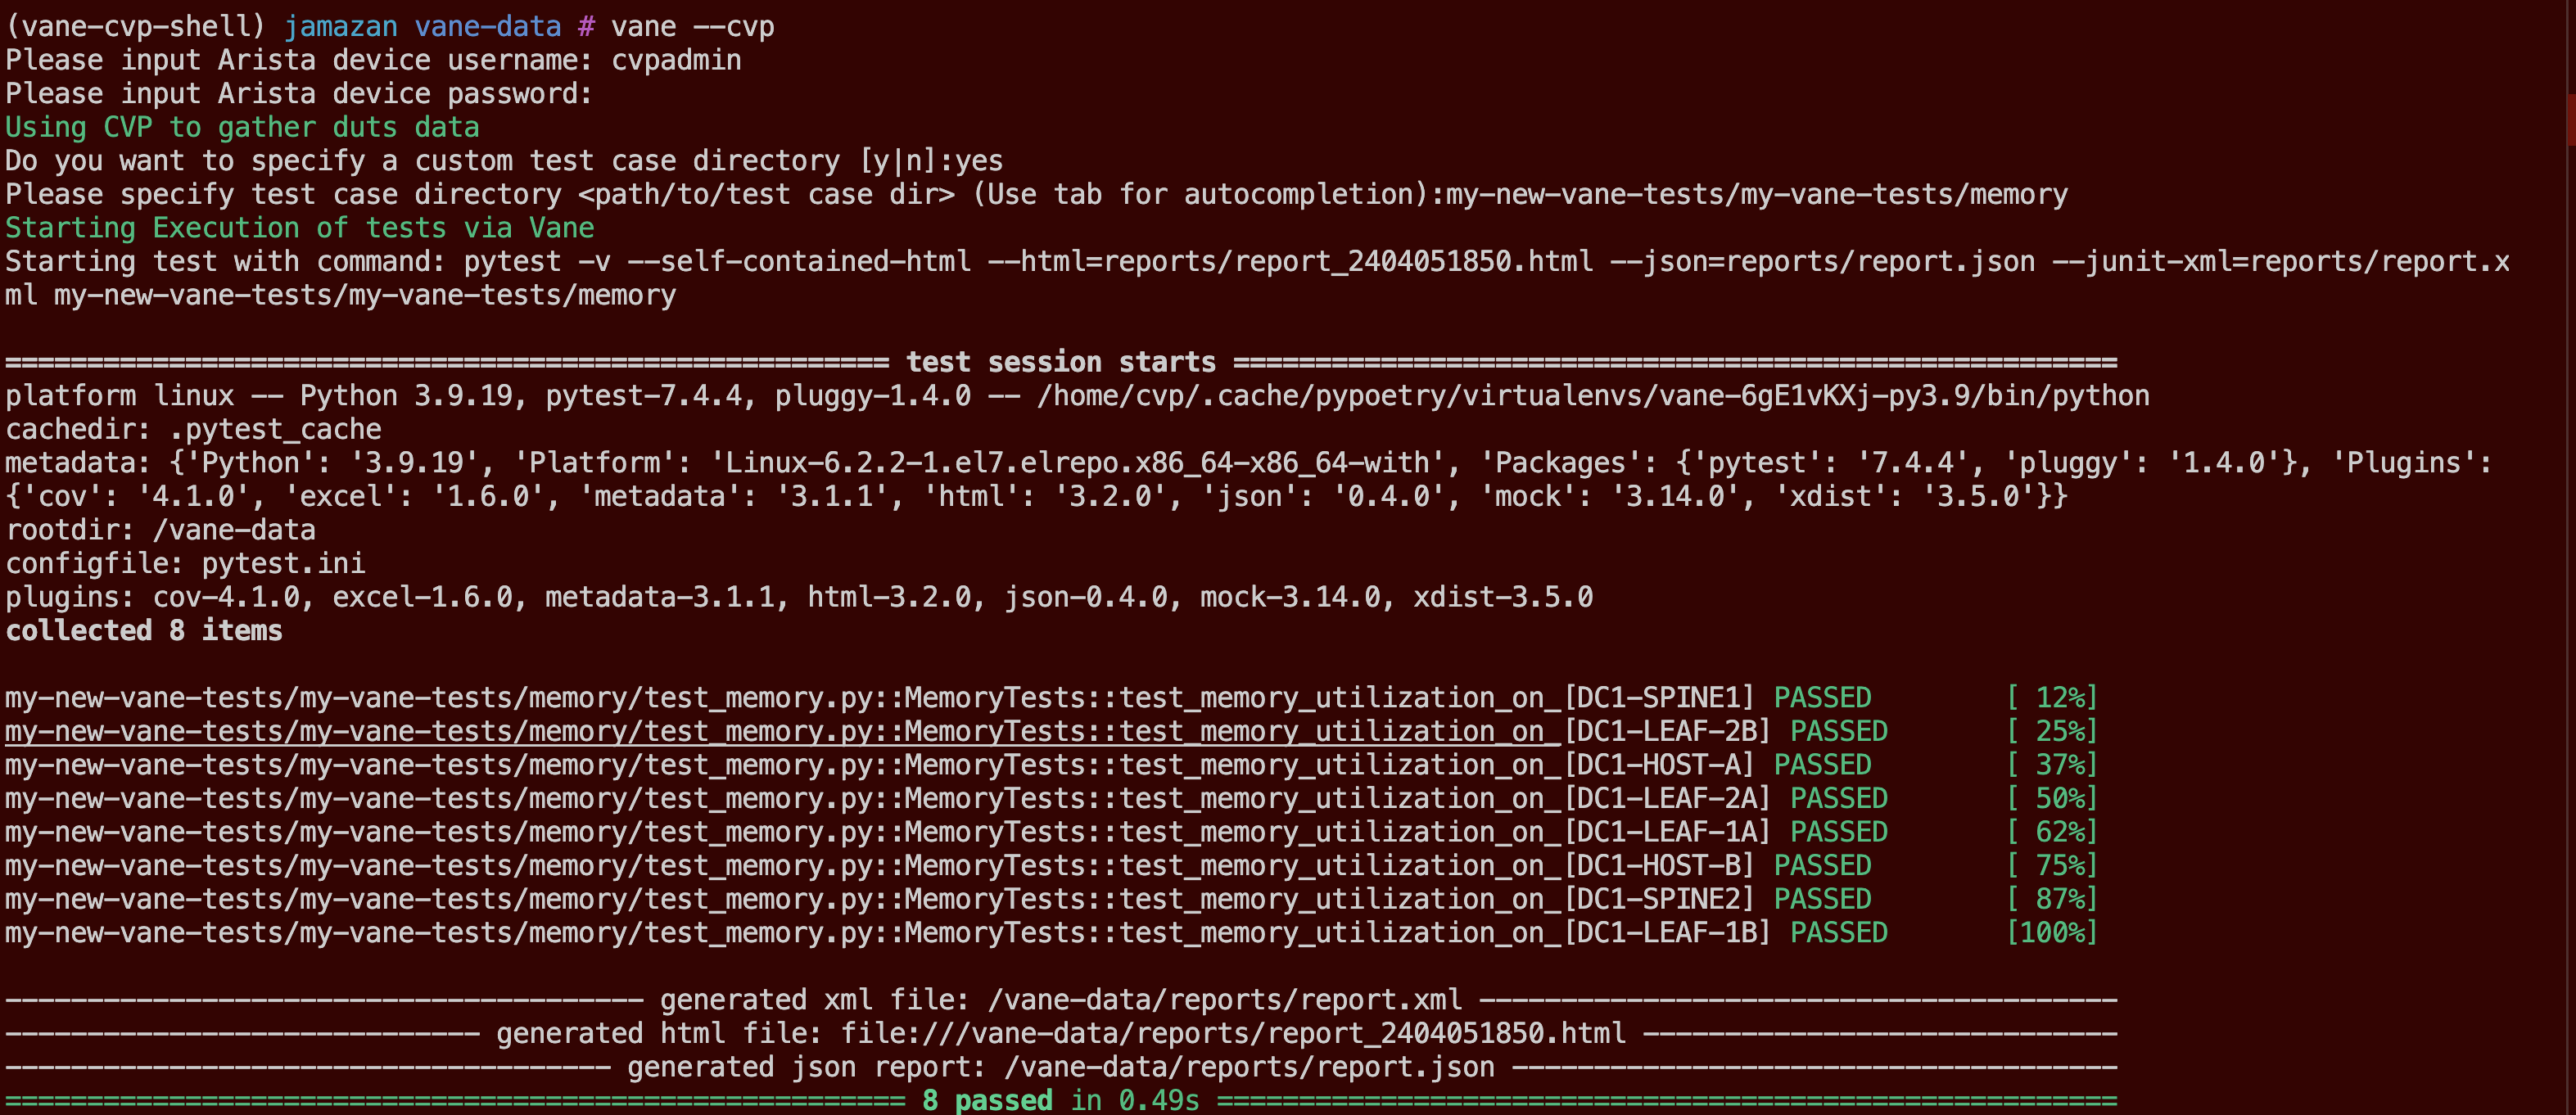 (vane-cvp-shell) jamazan vane-data # vane --cvp
Please input Arista device username: cvpadmin
Please input Arista device password:
Using CVP to gather duts data
Do you want to specify a custom test case directory [y|n]:yes
Please specify test case directory <path/to/test case dir> (Use tab for autocompletion):my-new-vane-tests/my-vane-tests/memory
Starting Execution of tests via Vane
Starting test with command: pytest -v --self-contained-html --html=reports/report_2404051850.html --json=reports/report.json --junit-xml=reports/report.x
ml my-new-vane-tests/my-vane-tests/memory
====================================================== test session starts ======================================================
platform linux -- Python 3.9.19, pytest-7.4.4, pluggy-1.4.0 -- /home/cvp/.cache/pypoetry/virtualenvs/vane-6gE1vKXj-py3.9/bin/python
cachedir: .pytest_cache
metadata: {'Python': '3.9.19', 'Platform': 'Linux-6.2.2-1.el7.elrepo.x86_64-x86_64-with', 'Packages': {'pytest': '7.4.4', 'pluggy': '1.4.0'}, 'Plugins':
{'cov': '4.1.0', 'excel': '1.6.0', 'metadata': '3.1.1', 'html': '3.2.0', 'json': '0.4.0', 'mock': '3.14.0', 'xdist': '3.5.0'}}
rootdir: /vane-data
configfile: pytest.ini
plugins: cov-4.1.0, excel-1.6.0, metadata-3.1.1, html-3.2.0, json-0.4.0, mock-3.14.0, xdist-3.5.0
collected 8 items
my-new-vane-tests/my-vane-tests/memory/test_memory.py::MemoryTests::test_memory_utilization_on_[DC1-SPINE1] PASSED [ 12%]
my-new-vane-tests/my-vane-tests/memory/test_memory.py::MemoryTests::test_memory_utilization_on_[DC1-LEAF-2B] PASSED [ 25%]
my-new-vane-tests/my-vane-tests/memory/test_memory.py::MemoryTests::test_memory_utilization_on_[DC1-HOST-A] PASSED [ 37%]
my-new-vane-tests/my-vane-tests/memory/test_memory.py::MemoryTests::test_memory_utilization_on_[DC1-LEAF-2A] PASSED [ 50%]
my-new-vane-tests/my-vane-tests/memory/test_memory.py::MemoryTests::test_memory_utilization_on_[DC1-LEAF-1A] PASSED [ 62%]
my-new-vane-tests/my-vane-tests/memory/test_memory.py::MemoryTests::test_memory_utilization_on_[DC1-HOST-B] PASSED [ 75%]
my-new-vane-tests/my-vane-tests/memory/test_memory.py::MemoryTests::test_memory_utilization_on_[DC1-SPINE2] PASSED [ 87%]
my-new-vane-tests/my-vane-tests/memory/test_memory.py::MemoryTests::test_memory_utilization_on_[DC1-LEAF-1B] PASSED [100%]
--------------------------------------- generated xml file: /vane-data/reports/report.xml ---------------------------------------
----------------------------- generated html file: file:///vane-data/reports/report_2404051850.html -----------------------------
------------------------------------- generated json report: /vane-data/reports/report.json -------------------------------------
======================================================= 8 passed in 0.49s =======================================================